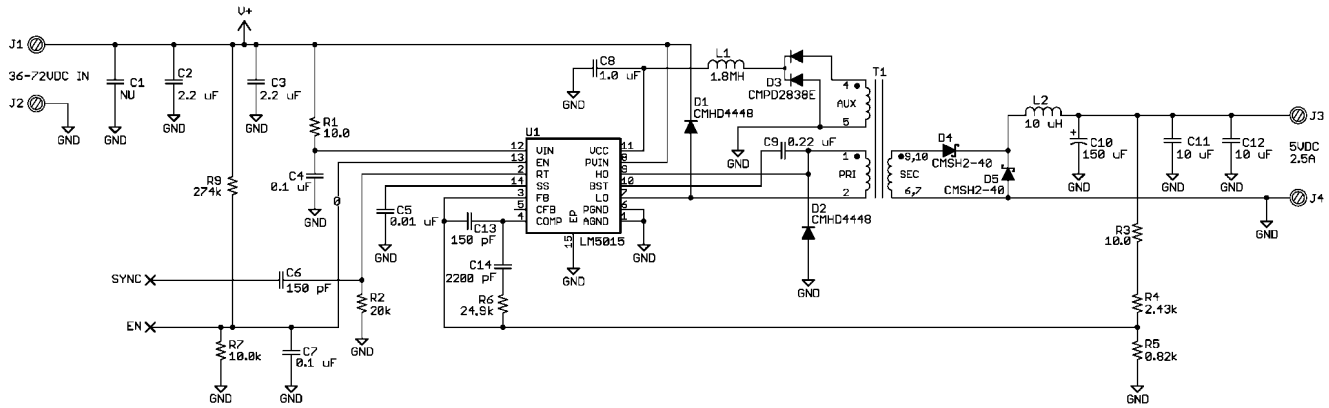 V+
J1
36-72VDC IN
J2
GND
C1
NU
GND
C2
2.2 uF
GND
C3
2.2 uF
GND
R1
10.0
C4
0.1 uF
GND
R9
274k
0
C8
1.0 uF
GND
L1
1.8MH
D3
CMPD2838E
GND
D1
CMHD4448
T1
4
AUX
5
1
PRI
2
9,10
SEC
6,7
C9
0.22 uF
D2
CMHD4448
GND
D4
CMSH2-40
D5
CMSH2-40
L2
10 uH
+
C10
150 uF
GND
C11
10 uF
GND
C12
10 uF
GND
J3
5VDC
2.5A
J4
GND
U1
12 VIN VCC 11
13 EN PVIN 8
2 RT HO 9
14 SS BST 10
3 FB LO 7
5 CFB PGND 6
4 COMP AGND 1
EP
15
LM5015
GND
GND
C5
0.01 uF
GND
C13
150 pF
C14
2200 pF
R6
24.9k
SYNC
C6
150 pF
R2
20k
GND
EN
R7
10.0k
GND
C7
0.1 uF
GND
R3
10.0
R4
2.43k
R5
0.82k
GND